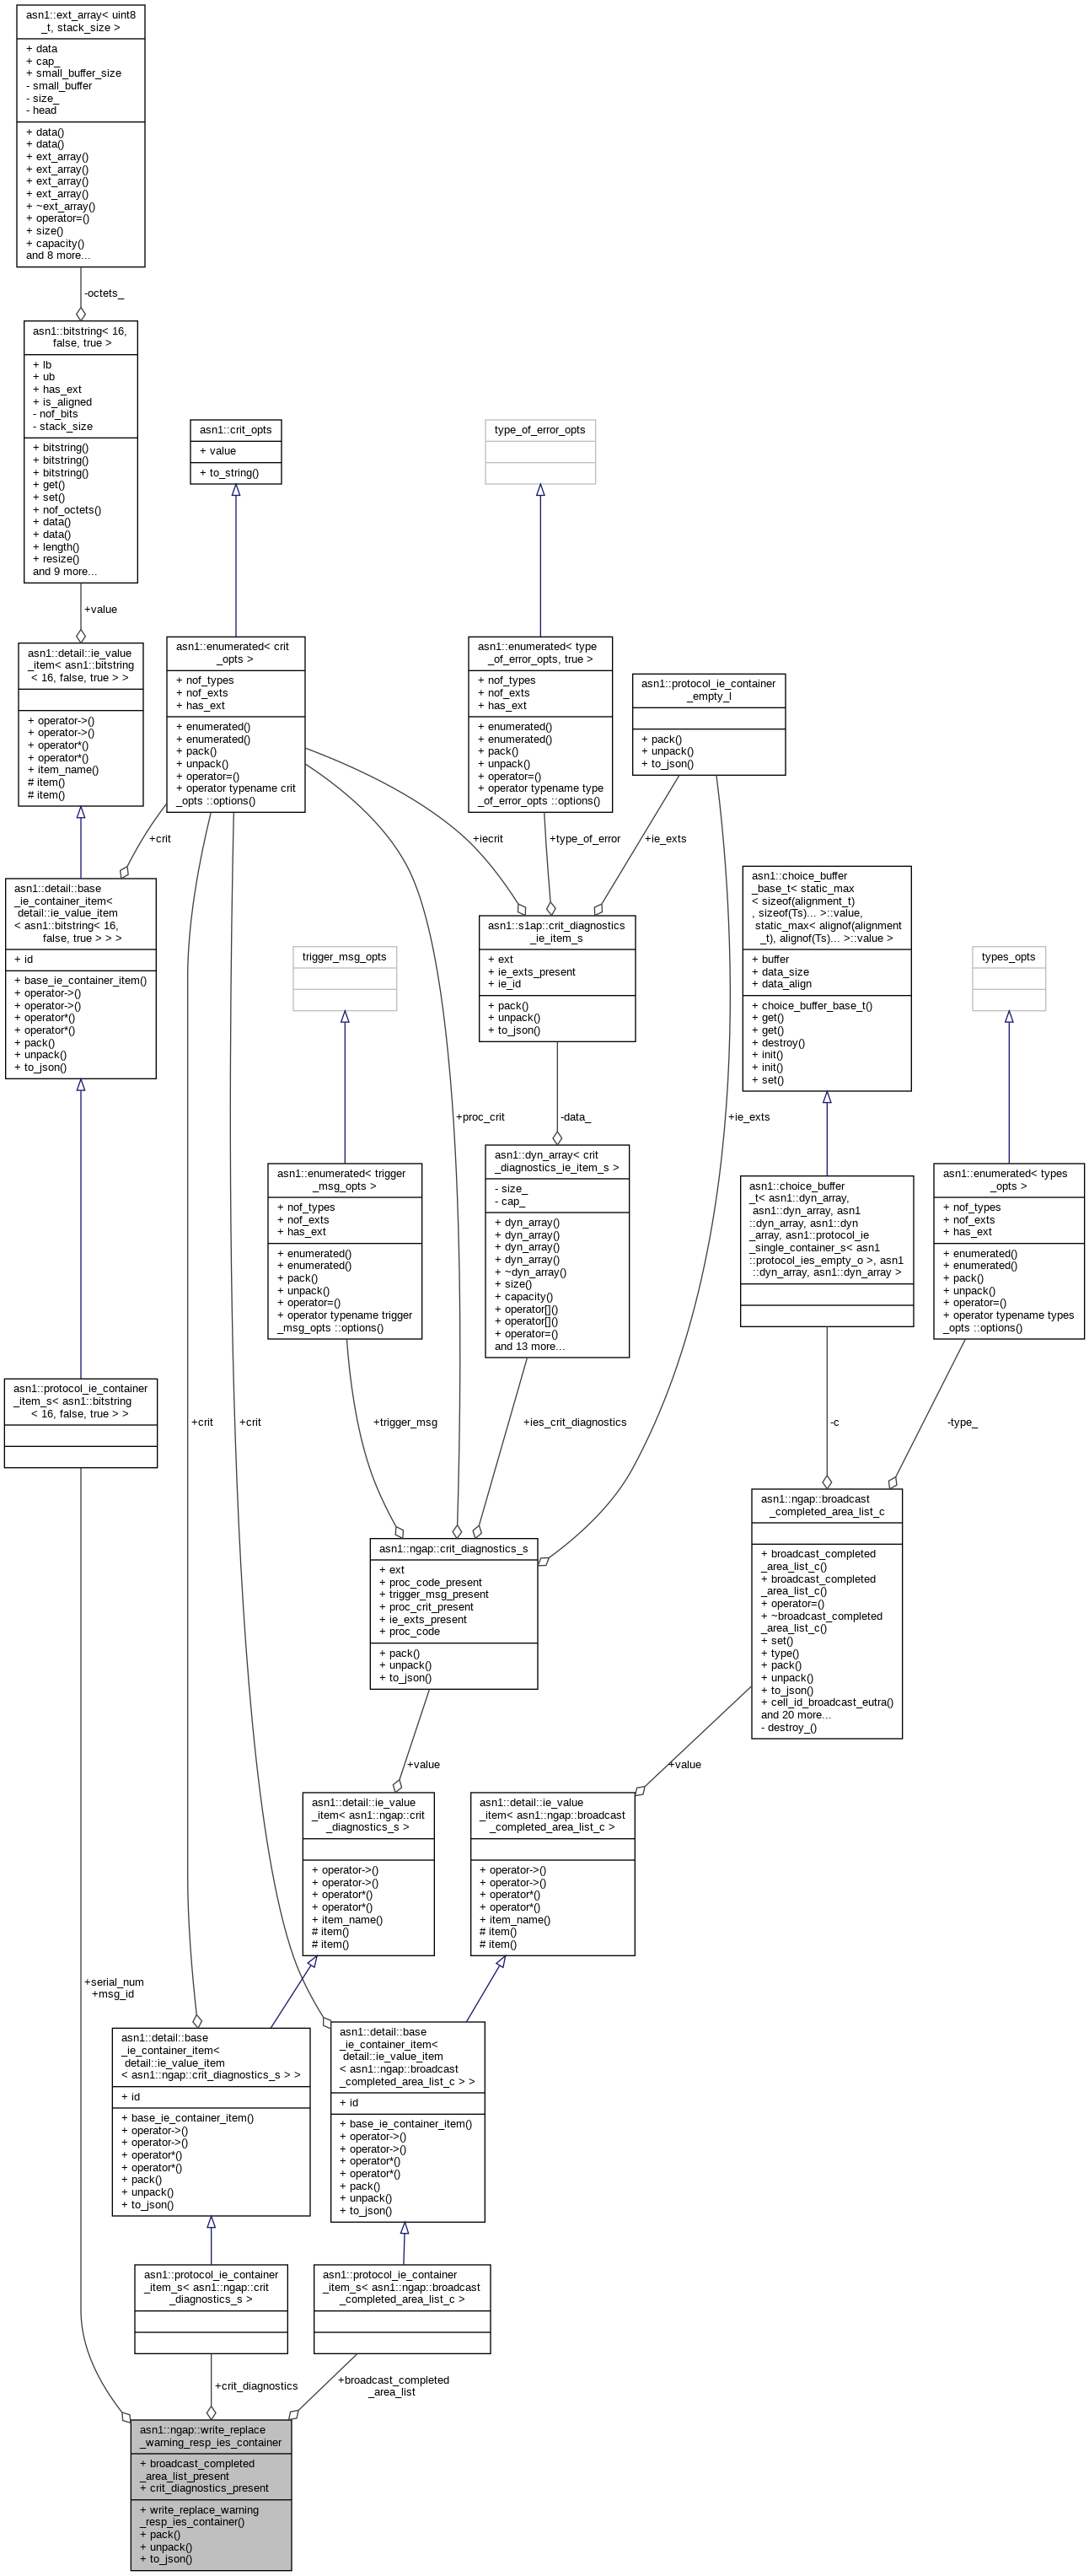 asn1::ext_array< uint8
_t, stack_size >
+ data
+ cap_
+ small_buffer_size
- small_buffer
- size_
- head
+ data()
+ data()
+ ext_array()
+ ext_array()
+ ext_array()
+ ext_array()
+ ~ext_array()
+ operator=()
+ size()
+ capacity()
and 8 more...
-octets_
asn1::bitstring< 16,
false, true >
+ lb
+ ub
+ has_ext
+ is_aligned
- nof_bits
- stack_size
+ bitstring()
+ bitstring()
+ bitstring()
+ get()
+ set()
+ nof_octets()
+ data()
+ data()
+ length()
+ resize()
and 9 more...
+value
asn1::detail::ie_value
_item< asn1::bitstring
< 16, false, true > >
+ operator->()
+ operator->()
+ operator*()
+ operator*()
+ item_name()
# item()
# item()
asn1::crit_opts
+ value
+ to_string()
asn1::enumerated< crit
_opts >
+ nof_types
+ nof_exts
+ has_ext
+ enumerated()
+ enumerated()
+ pack()
+ unpack()
+ operator=()
+ operator typename crit
_opts ::options()
type_of_error_opts
asn1::enumerated< type
_of_error_opts, true >
+ nof_types
+ nof_exts
+ has_ext
+ enumerated()
+ enumerated()
+ pack()
+ unpack()
+ operator=()
+ operator typename type
_of_error_opts ::options()
asn1::protocol_ie_container
_empty_l
+ pack()
+ unpack()
+ to_json()
+crit
+iecrit
+type_of_error
+ie_exts
asn1::detail::base
_ie_container_item<
detail::ie_value_item
< asn1::bitstring< 16,
false, true > > >
+ id
+ base_ie_container_item()
+ operator->()
+ operator->()
+ operator*()
+ operator*()
+ pack()
+ unpack()
+ to_json()
trigger_msg_opts
asn1::s1ap::crit_diagnostics
_ie_item_s
+ ext
+ ie_exts_present
+ ie_id
+ pack()
+ unpack()
+ to_json()
asn1::choice_buffer
_base_t< static_max
< sizeof(alignment_t)
, sizeof(Ts)... >::value,
static_max< alignof(alignment
_t), alignof(Ts)... >::value >
+ buffer
+ data_size
+ data_align
+ choice_buffer_base_t()
+ get()
+ get()
+ destroy()
+ init()
+ init()
+ set()
types_opts
+proc_crit
-data_
+ie_exts
asn1::enumerated< trigger
_msg_opts >
+ nof_types
+ nof_exts
+ has_ext
+ enumerated()
+ enumerated()
+ pack()
+ unpack()
+ operator=()
+ operator typename trigger
_msg_opts ::options()
asn1::dyn_array< crit
_diagnostics_ie_item_s >
- size_
- cap_
+ dyn_array()
+ dyn_array()
+ dyn_array()
+ dyn_array()
+ ~dyn_array()
+ size()
+ capacity()
+ operator[]()
+ operator[]()
+ operator=()
and 13 more...
asn1::choice_buffer
_t< asn1::dyn_array,
asn1::dyn_array, asn1
::dyn_array, asn1::dyn
_array, asn1::protocol_ie
_single_container_s< asn1
::protocol_ies_empty_o >, asn1
::dyn_array, asn1::dyn_array >
asn1::enumerated< types
_opts >
+ nof_types
+ nof_exts
+ has_ext
+ enumerated()
+ enumerated()
+ pack()
+ unpack()
+ operator=()
+ operator typename types
_opts ::options()
asn1::protocol_ie_container
_item_s< asn1::bitstring
< 16, false, true > >
+crit
+crit
+trigger_msg
+ies_crit_diagnostics
-c
-type_
asn1::ngap::crit_diagnostics_s
+ ext
+ proc_code_present
+ trigger_msg_present
+ proc_crit_present
+ ie_exts_present
+ proc_code
+ pack()
+ unpack()
+ to_json()
asn1::ngap::broadcast
_completed_area_list_c
+ broadcast_completed
_area_list_c()
+ broadcast_completed
_area_list_c()
+ operator=()
+ ~broadcast_completed
_area_list_c()
+ set()
+ type()
+ pack()
+ unpack()
+ to_json()
+ cell_id_broadcast_eutra()
and 20 more...
- destroy_()
+value
+value
asn1::detail::ie_value
_item< asn1::ngap::crit
_diagnostics_s >
+ operator->()
+ operator->()
+ operator*()
+ operator*()
+ item_name()
# item()
# item()
asn1::detail::ie_value
_item< asn1::ngap::broadcast
_completed_area_list_c >
+ operator->()
+ operator->()
+ operator*()
+ operator*()
+ item_name()
# item()
# item()
+serial_num
+msg_id
asn1::detail::base
_ie_container_item<
detail::ie_value_item
< asn1::ngap::crit_diagnostics_s > >
+ id
+ base_ie_container_item()
+ operator->()
+ operator->()
+ operator*()
+ operator*()
+ pack()
+ unpack()
+ to_json()
asn1::detail::base
_ie_container_item<
detail::ie_value_item
< asn1::ngap::broadcast
_completed_area_list_c > >
+ id
+ base_ie_container_item()
+ operator->()
+ operator->()
+ operator*()
+ operator*()
+ pack()
+ unpack()
+ to_json()
asn1::protocol_ie_container
_item_s< asn1::ngap::crit
_diagnostics_s >
asn1::protocol_ie_container
_item_s< asn1::ngap::broadcast
_completed_area_list_c >
+crit_diagnostics
+broadcast_completed
_area_list
asn1::ngap::write_replace
_warning_resp_ies_container
+ broadcast_completed
_area_list_present
+ crit_diagnostics_present
+ write_replace_warning
_resp_ies_container()
+ pack()
+ unpack()
+ to_json()